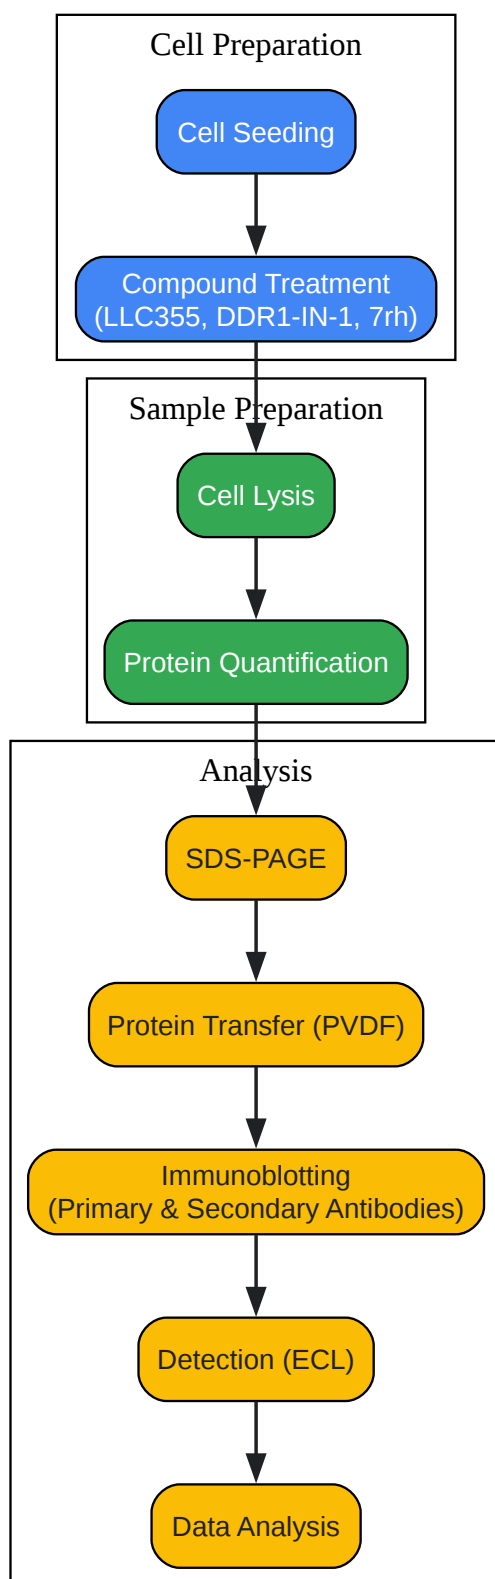 Cell Preparation
Cell Seeding
Compound Treatment
(LLC355, DDR1-IN-1, 7rh)
Sample Preparation
Cell Lysis
Protein Quantification
Analysis
SDS-PAGE
Protein Transfer (PVDF)
Immunoblotting
(Primary & Secondary Antibodies)
Detection (ECL)
Data Analysis